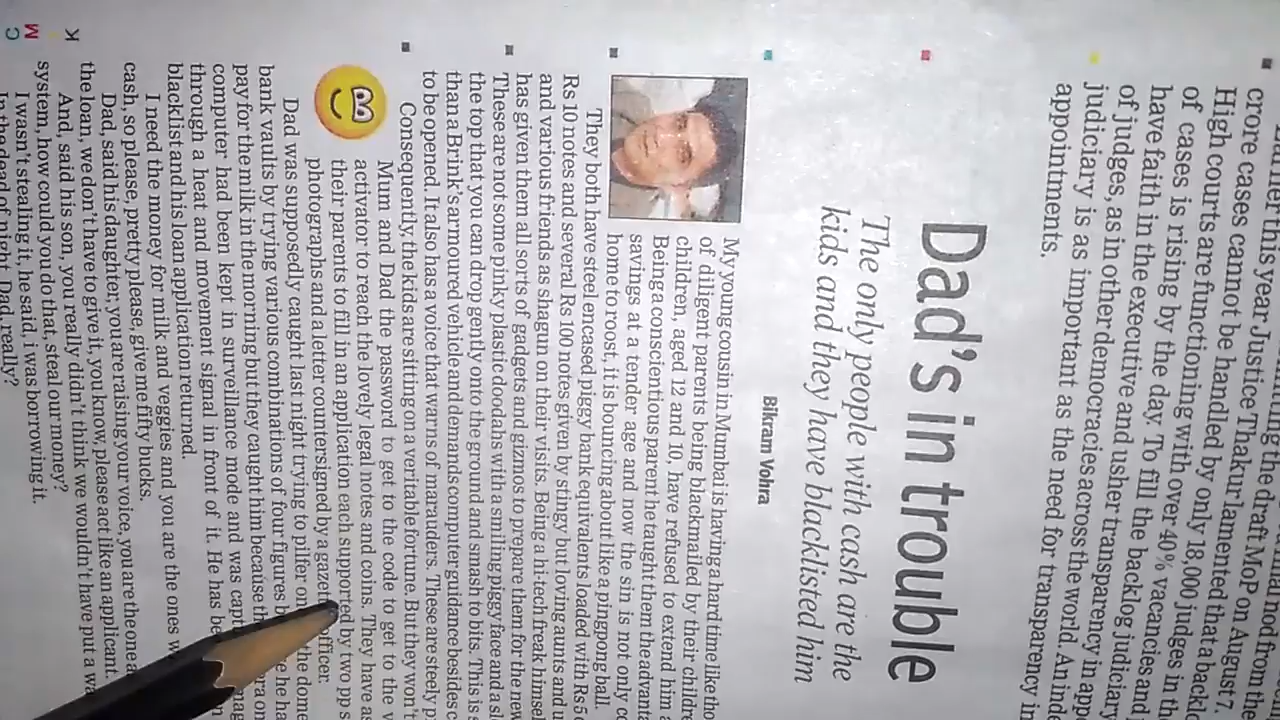 this year Justice Thakur lamented that a backl
crore cases cannot be handled by only 18,000 judges in the
High courts are functioning with over 40% vacancies and
of cases is rising by the day. To fill the backlog judiciary
have faith in the executive and usher transparency in app
of judges, as in other democracies across the world. An inde
judiciary is as important as the need for transparency in
appointments.
Dad's in trouble
The only people with cash are the
kids and they have blacklisted him
Bikram Vohra
My young cousin in Mumbai is having a hard time like tho
of diligent parents being blackmailed by their childre
children, aged 12 and 10, have refused to extend him a
Being a conscientious parent he taught them the advanta
savings at a tender age and now the sin is not only co
home to roost, it is bouncing about like a pingpong ball.
They both have steel encased piggy bank equivalents loaded with Rs 5 c
Rs 10 notes and several Rs 100 notes given by stingy but loving aunts and u
and various friends as shagun on their visits. Being a hi-tech freak himsel
has given them all sorts of gadgets and gizmos to prepare them for the new
These are not some pinky plastic doodahs with a smiling piggy face and sl
the top that you can drop gently onto the ground and smash to bits. This is
than a Brink's armoured vehicle and demands computer guidance besides c
to be opened. It also has a voice that warns of marauders. These are steely p
Consequently, the kids are sitting on a veritable fortune. But they won't
Mum and Dad the password to get to the code to get to the v
activator to reach the lovely legal notes and coins. They have as
their parents to fill in an application each supported by two pp s
photographs and a letter countersigned by a gazet officer.
Dad was supposedly caught last night trying to pilfer on the dome
bank vaults by trying various combinations of four figures he ha
pay for the milk in the morning but they caught him because th ra on
computer had been kept in surveillance mode and was capt
through a heat and movement signal in front of it. He has be
blacklist and his loan application returned.
I need the money for milk and veggies and you are the ones w
cash, so please, pretty please, give me fifty bucks.
Dad, said his daughter, you are raising your voice, you are the one a
the loan, we don't have to give it, you know, please act like an applicant.
And, said his son, you really didn't think we wouldn't have put a wa
system, how could you do that, steal our money?
I wasn't stealing it, he said, i was borrowing it.
In the dead of night, Dad, really?
K
M
C